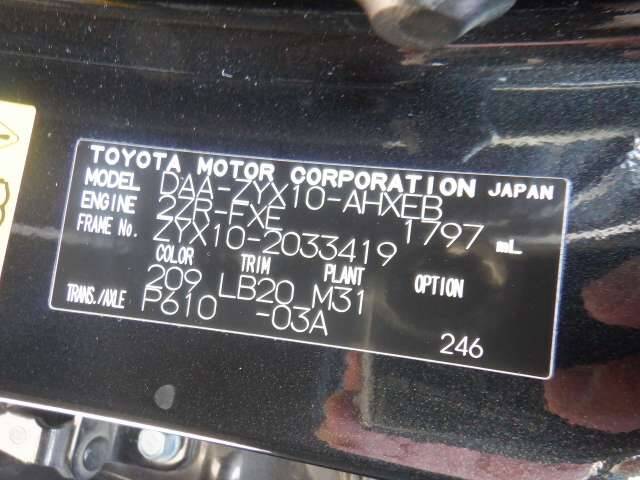 TOYOTA MOTOR CORPORATION JAPAN
MODEL DAA-ZYX10-AHXEB
ENGINE 2ZR-FXE 1797 mL
FRAME No. ZYX10-2033419
COLOR TRIM PLANT OPTION
209 LB20 M31
TRANS./AXLE P610 -03A
246